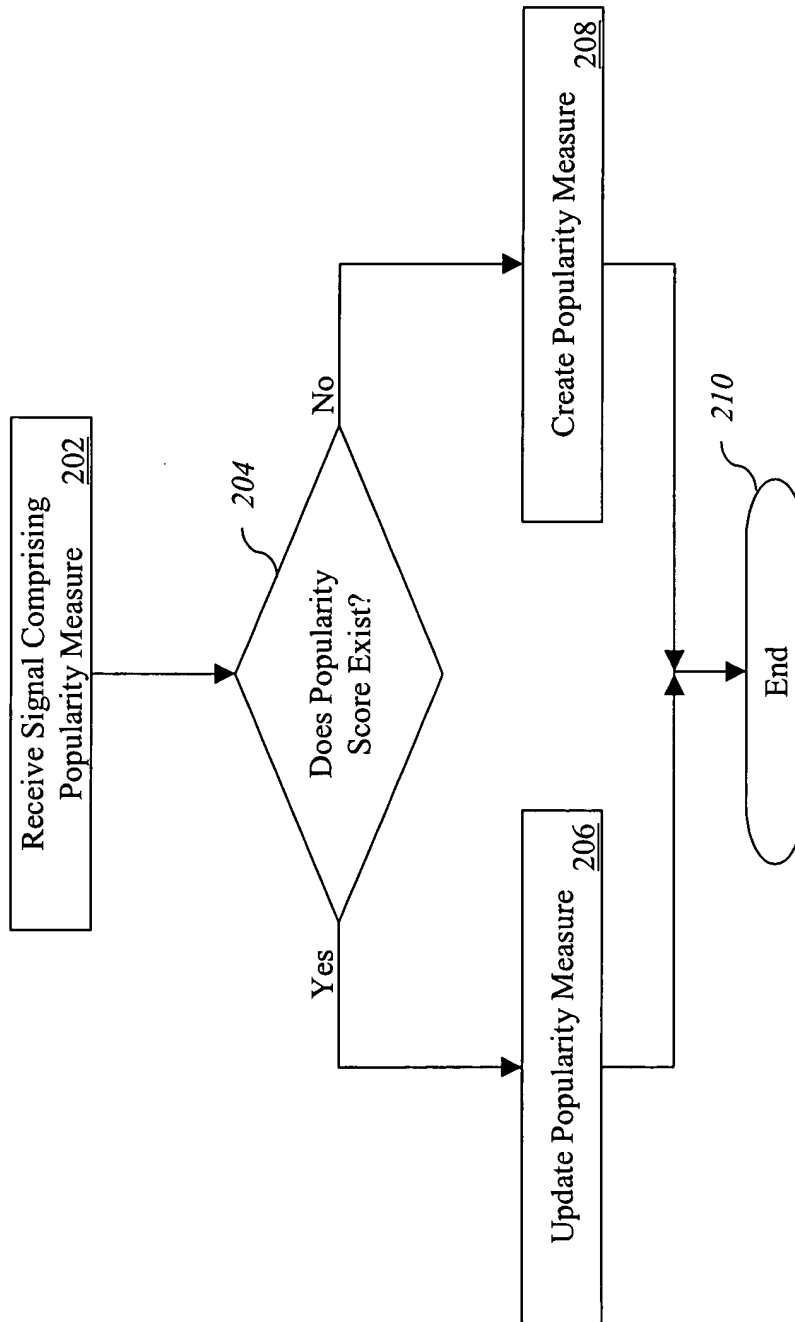 Receive Signal Comprising
Popularity Measure 202
204
Does Popularity
Score Exist?
Yes
No
Update Popularity Measure 206
Create Popularity Measure 208
210
End